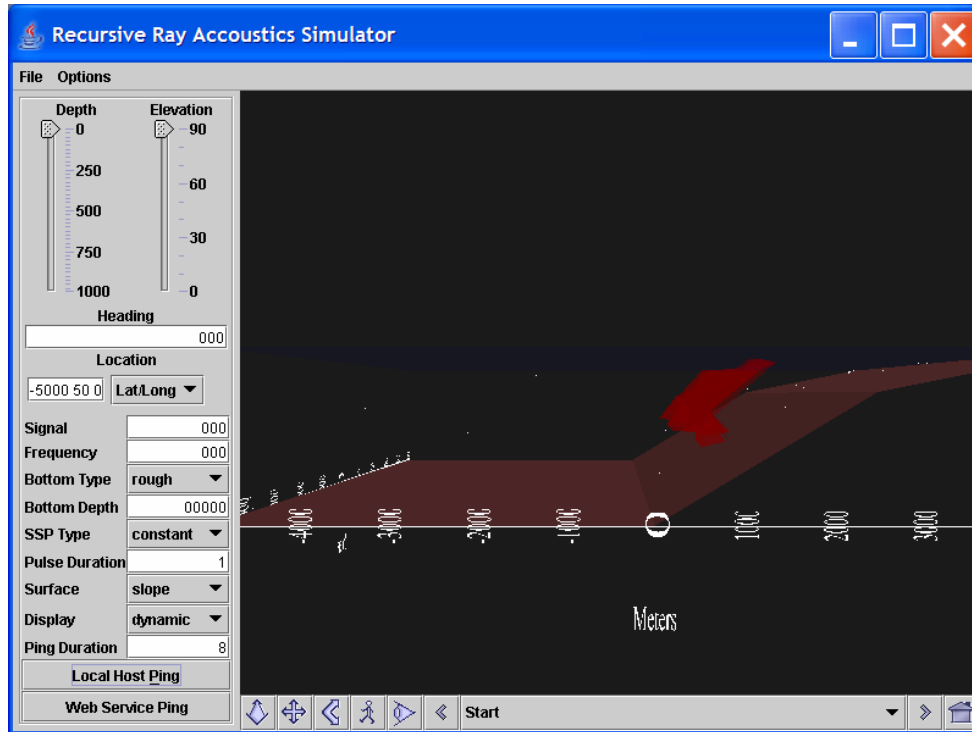 Recursive Ray Accoustics Simulator
File Options
Depth Elevation
0 90
250
60
500
30
750
1000 0
Heading
000
Location
-5000 50 0 Lat/Long
Signal 000
Frequency 000
Bottom Type rough
Bottom Depth 00000
SSP Type constant
Pulse Duration 1
Surface slope
Display dynamic
Ping Duration 8
Local Host Ping
Web Service Ping
-4000 -3000 -2000 -1000 0 1000 2000 3000
Meters
Start